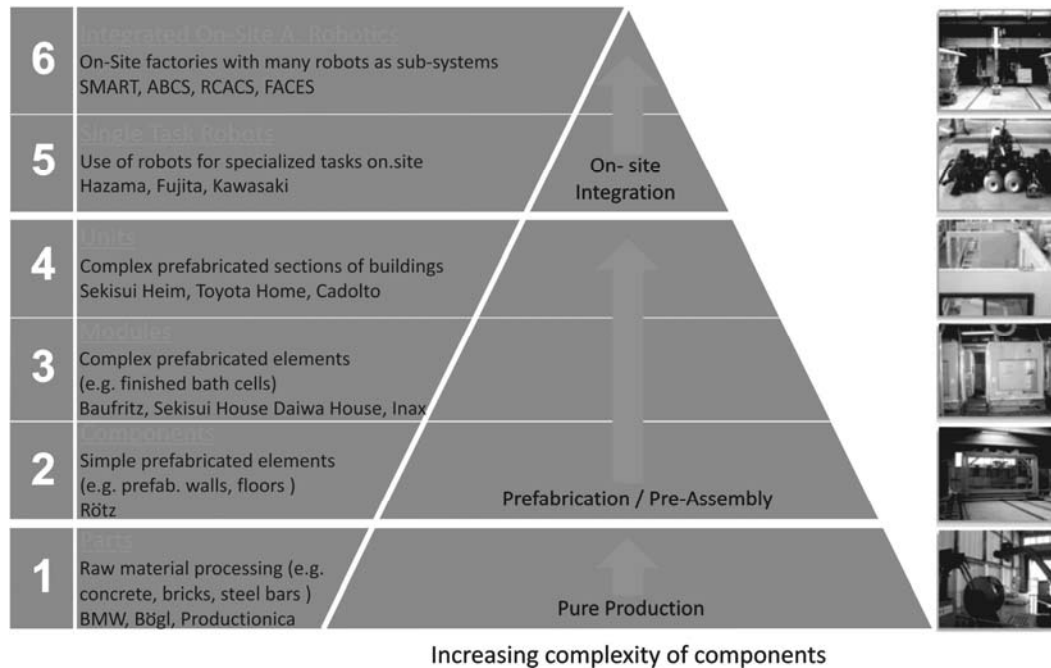 6
Integrated On-Site A Robotics
On-Site factories with many robots as sub-systems
SMART, ABCS, RCACS, FACES
5
Single Task Robots
Use of robots for specialized tasks on.site
Hazama, Fujita, Kawasaki
On- site
Integration
4
Units
Complex prefabricated sections of buildings
Sekisui Heim, Toyota Home, Cadolto
3
Modules
Complex prefabricated elements
(e.g. finished bath cells)
Baufritz, Sekisui House Daiwa House, Inax
2
Components
Simple prefabricated elements
(e.g. prefab. walls, floors )
Rötz
Prefabrication / Pre-Assembly
1
Parts
Raw material processing (e.g.
concrete, bricks, steel bars )
BMW, Bögl, Productionica
Pure Production
Increasing complexity of components